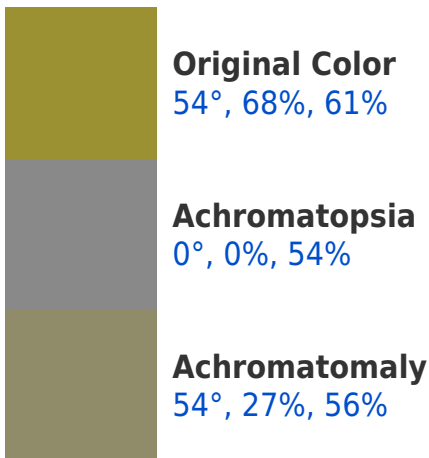 Original Color
54°, 68%, 61%
Achromatopsia
0°, 0%, 54%
Achromatomaly
54°, 27%, 56%